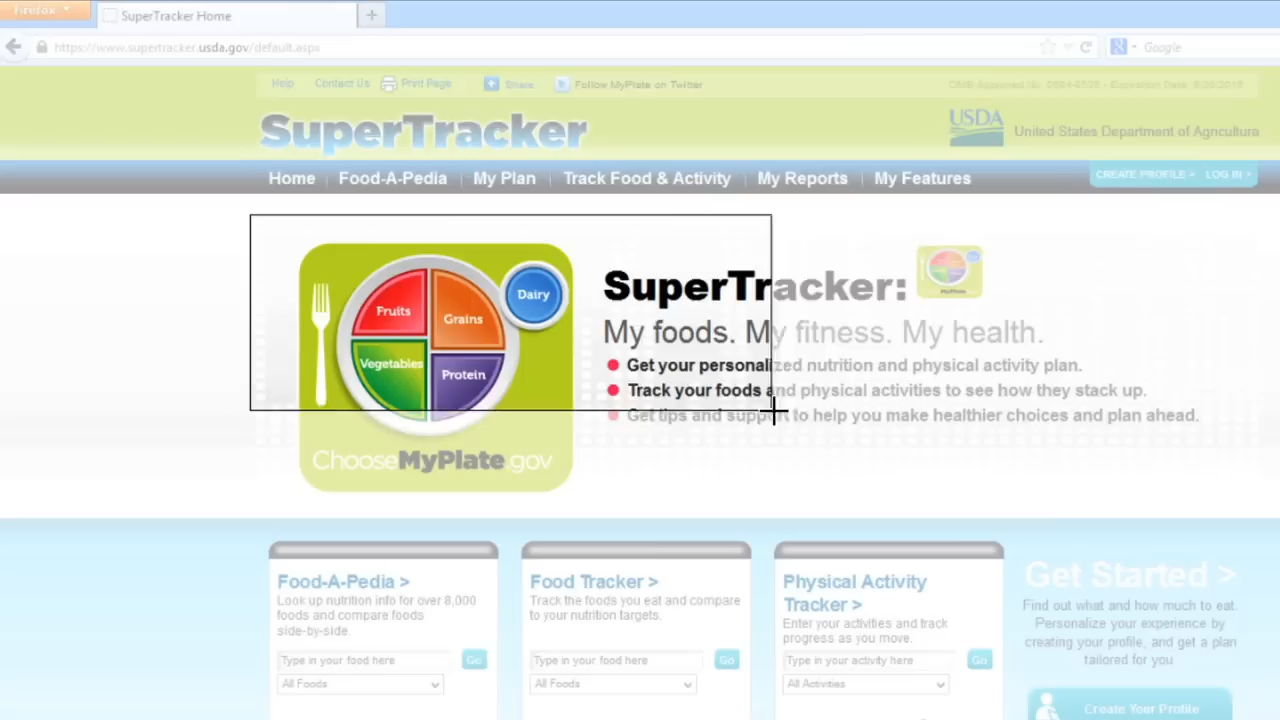 Firefox
SuperTracker Home
https://www.supertracker.usda.gov/default.aspx
Google
Help Contact Us Print Page Share Follow MyPlate on Twitter
SuperTracker
USDA United States Department of Agriculture
Home Food-A-Pedia My Plan Track Food & Activity My Reports My Features
CREATE PROFILE > LOG IN >
Fruits
Grains
Dairy
Vegetables
Protein
ChooseMyPlate.gov
SuperTracker:
MyPlate
My foods. My fitness. My health.
Get your personalized nutrition and physical activity plan.
Track your foods and physical activities to see how they stack up.
Get tips and support to help you make healthier choices and plan ahead.
Food-A-Pedia >
Look up nutrition info for over 8,000
foods and compare foods
side-by-side.
Type in your food here Go
All Foods
Food Tracker >
Track the foods you eat and compare
to your nutrition targets.
Type in your food here Go
All Foods
Physical Activity
Tracker >
Enter your activities and track
progress as you move.
Type in your activity here Go
All Activities
Get Started >
Find out what and how much to eat.
Personalize your experience by
creating your profile, and get a plan
tailored for you
Create Your Profile